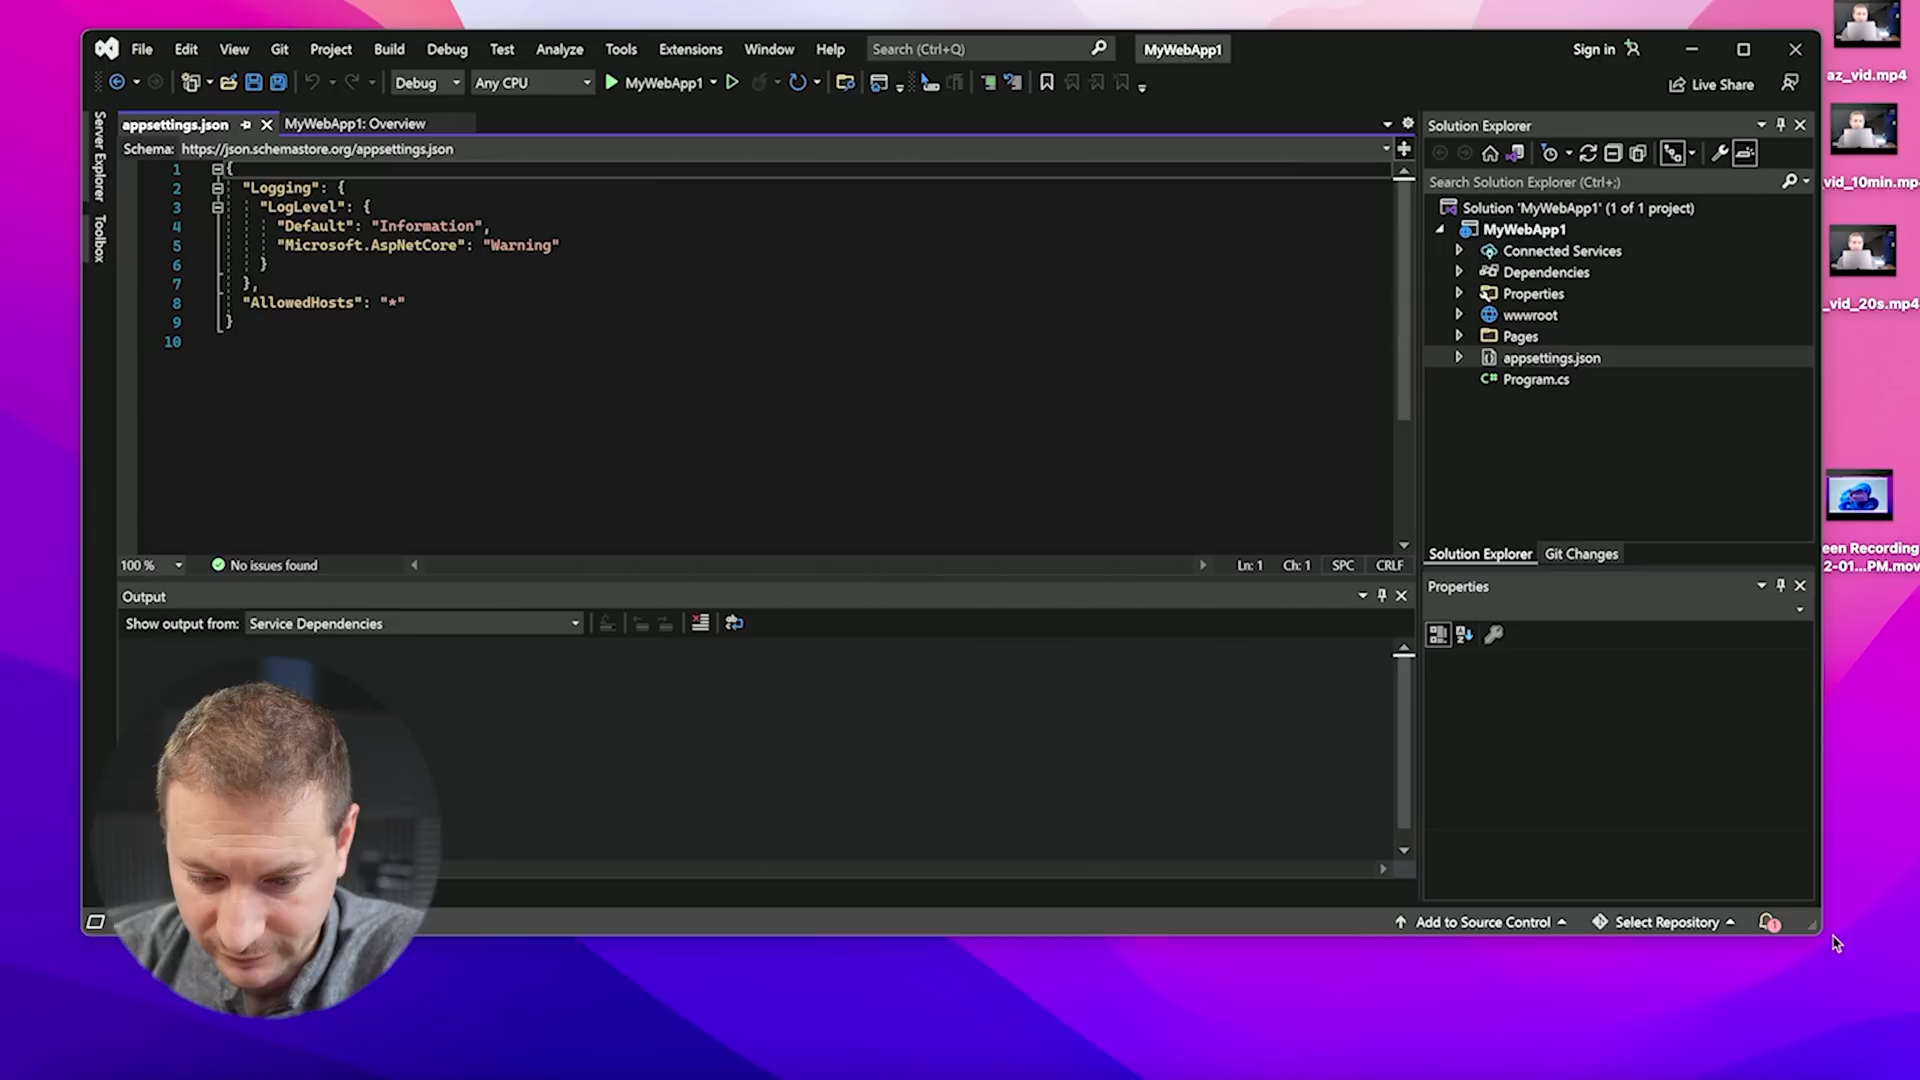 File Edit View Git Project Build Debug Test Analyze Tools Extensions Window Help Search (Ctrl+Q) MyWebApp1 Sign in
Debug Any CPU MyWebApp1 Live Share
Server Explorer
Toolbox
appsettings.json MyWebApp1: Overview
Schema: https://json.schemastore.org/appsettings.json
1 {
2 "Logging": {
3 "LogLevel": {
4 "Default": "Information",
5 "Microsoft.AspNetCore": "Warning"
6 }
7 },
8 "AllowedHosts": "*"
9 }
10
100 % No issues found Ln: 1 Ch: 1 SPC CRLF
Output
Show output from: Service Dependencies
Solution Explorer
Search Solution Explorer (Ctrl+;)
Solution 'MyWebApp1' (1 of 1 project)
MyWebApp1
Connected Services
Dependencies
Properties
wwwroot
Pages
appsettings.json
C# Program.cs
Solution Explorer Git Changes
Properties
Add to Source Control Select Repository 1
az_vid.mp4
_vid_10min.mp
_vid_20s.mp4
een Recording
2-01...PM.mov